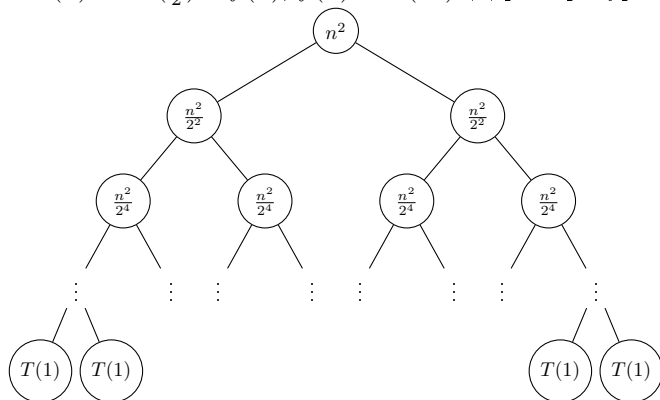 n²
n²/2² n²/2²
n²/2⁴ n²/2⁴ n²/2⁴ n²/2⁴
⋮ ⋮ ⋮ ⋮ ⋮ ⋮ ⋮ ⋮
T(1) T(1) T(1) T(1)